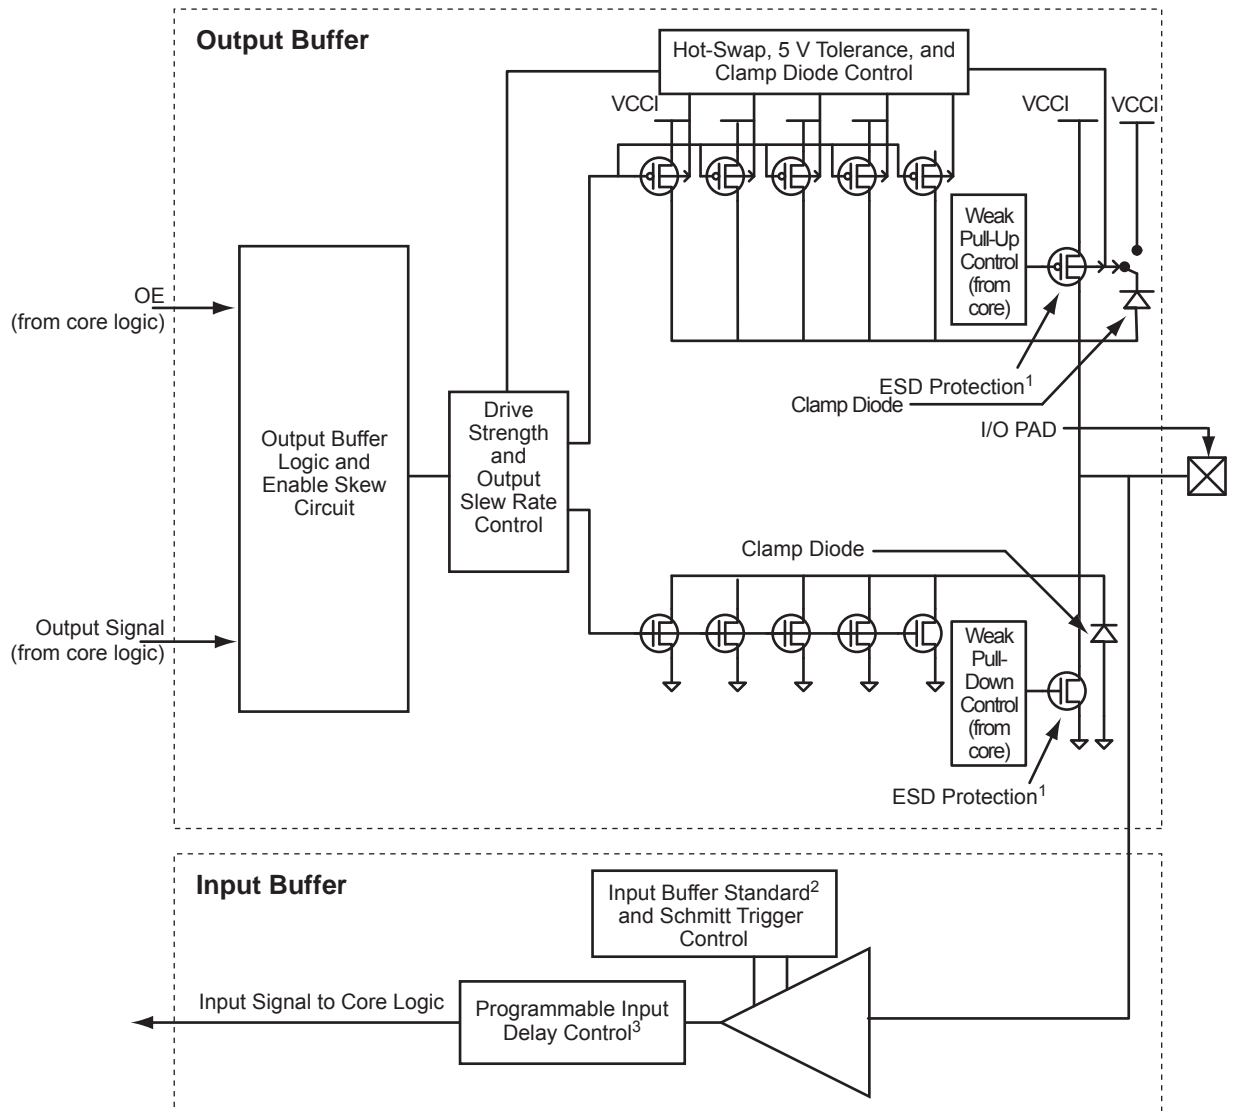 Output Buffer
Hot-Swap, 5 V Tolerance, and
Clamp Diode Control
VCCI
VCCI
VCCI
Weak
Pull-Up
Control
(from
core)
OE
(from core logic)
ESD Protection1
Clamp Diode
I/O PAD
Drive
Strength
and
Output
Slew Rate
Control
Output Buffer
Logic and
Enable Skew
Circuit
Clamp Diode
Output Signal
(from core logic)
Weak
Pull-
Down
Control
(from
core)
ESD Protection1
Input Buffer
Input Buffer Standard2
and Schmitt Trigger
Control
Input Signal to Core Logic
Programmable Input
Delay Control3